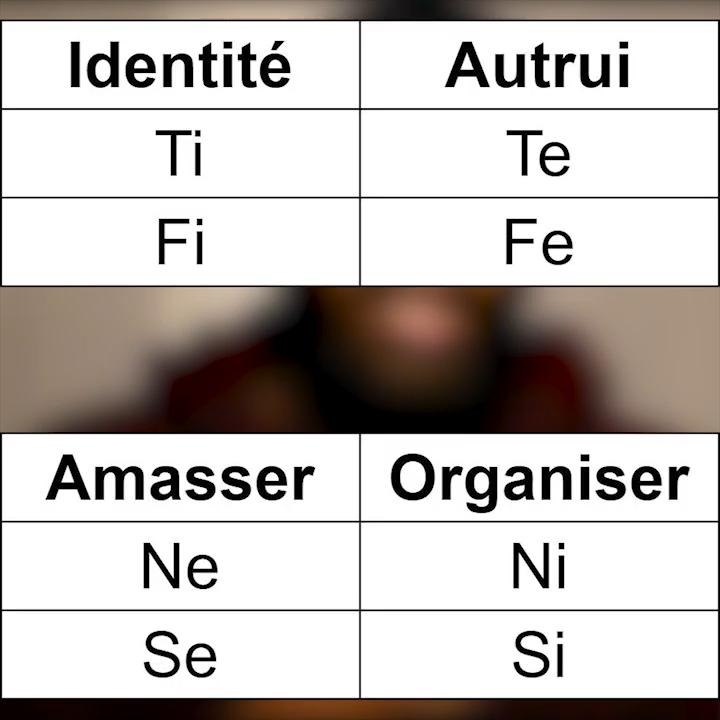 Identité Autrui
Ti Te
Fi Fe
Amasser Organiser
Ne Ni
Se Si